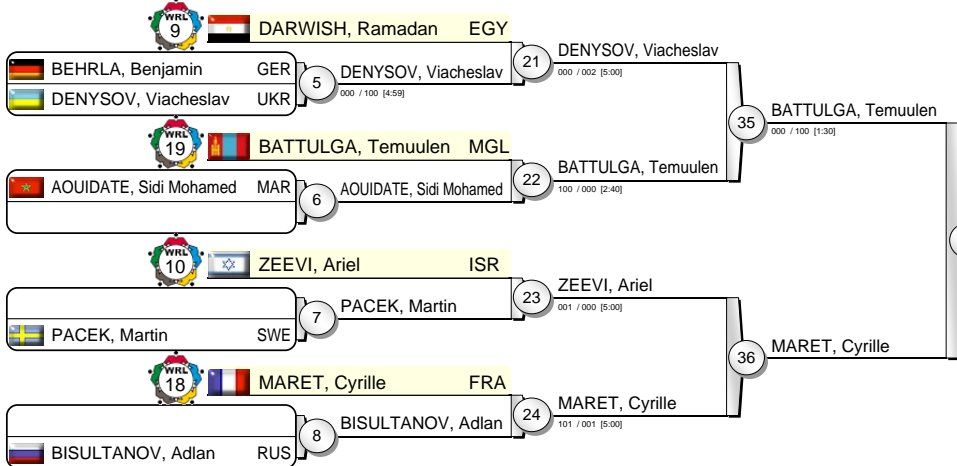 WRL
9
DARWISH, Ramadan EGY
BEHRLA, Benjamin GER
DENYSOV, Viacheslav UKR
5
DENYSOV, Viacheslav
000 / 100 [4:59]
21
DENYSOV, Viacheslav
000 / 002 [5:00]
WRL
19
BATTULGA, Temuulen MGL
AOUIDATE, Sidi Mohamed MAR
6
AOUIDATE, Sidi Mohamed
22
BATTULGA, Temuulen
100 / 000 [2:40]
35
BATTULGA, Temuulen
000 / 100 [1:30]
WRL
10
ZEEVI, Ariel ISR
PACEK, Martin SWE
7
PACEK, Martin
23
ZEEVI, Ariel
001 / 000 [5:00]
WRL
18
MARET, Cyrille FRA
BISULTANOV, Adlan RUS
8
BISULTANOV, Adlan
24
MARET, Cyrille
101 / 001 [5:00]
36
MARET, Cyrille